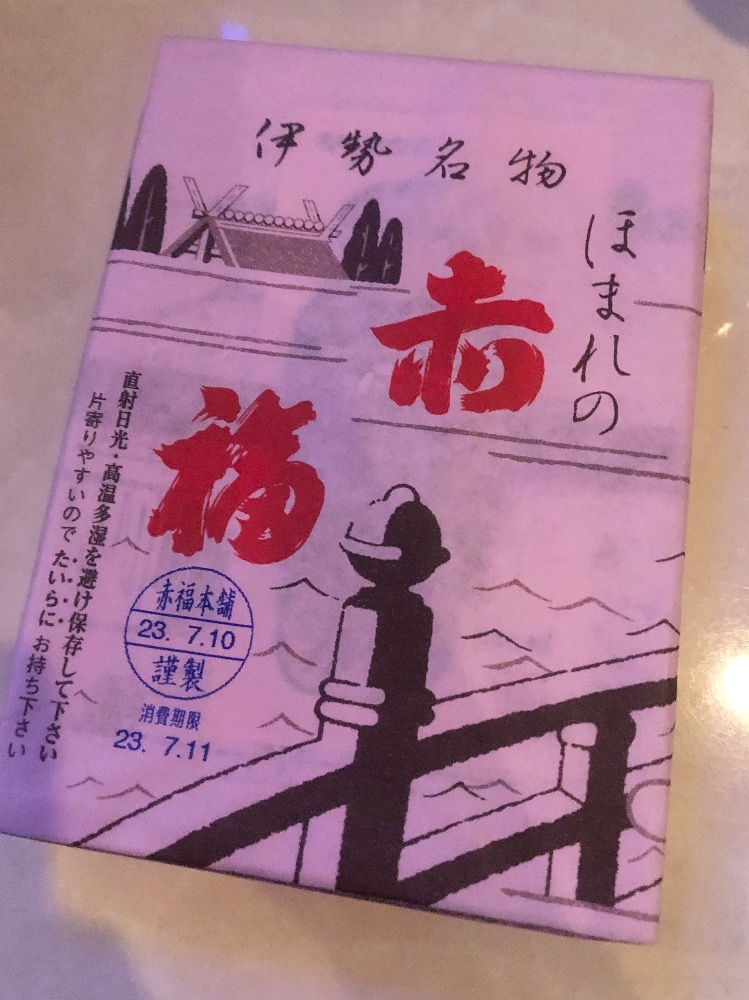 伊勢名物
ほまれの
赤福
直射日光・高温多湿を避け保存して下さい
片寄りやすいので たいらに お持ち下さい
赤福本舗
23. 7.10
謹製
消費期限
23. 7.11